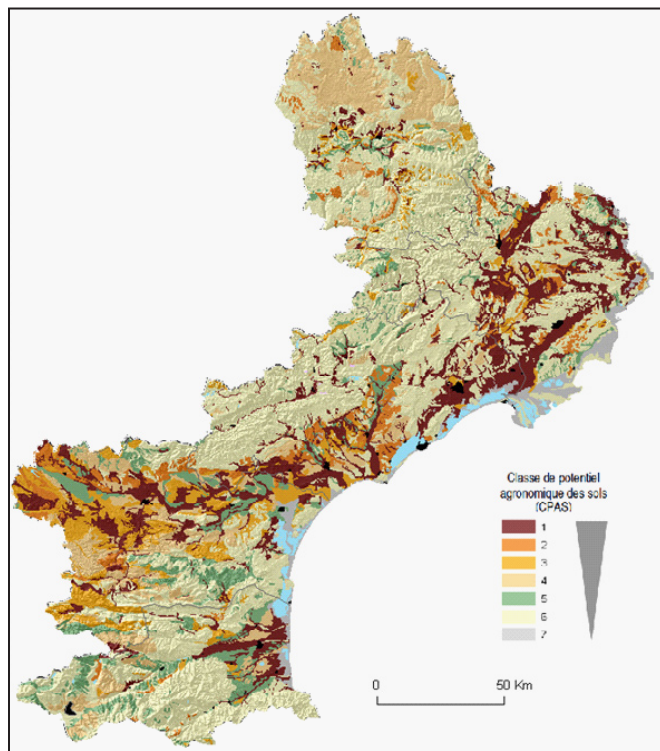 Classe de potentiel
agronomique des sols
(CPAS)
1
2
3
4
5
6
7
0 50 Km